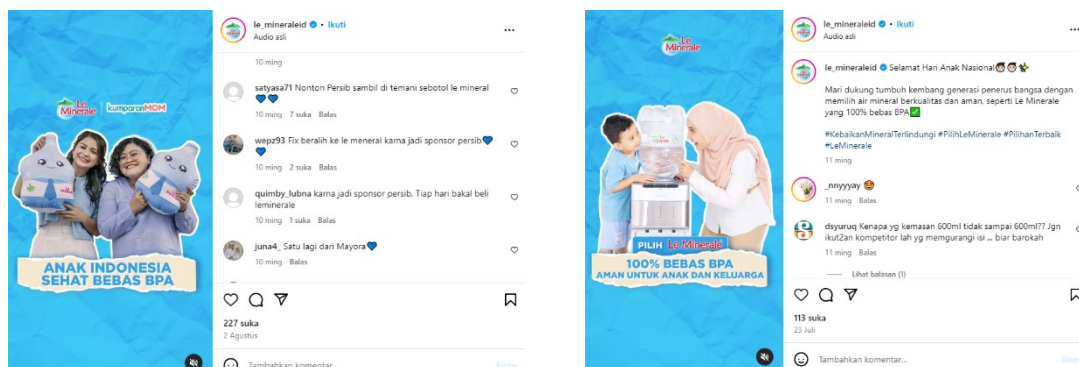 Le
Minerale
kumparanMOM
ANAK INDONESIA
SEHAT BEBAS BPA
le_mineraleid • Ikuti
Audio asli
10 ming
satyasa71 Nonton Persib sambil di temani sebotol le mineral
💙💙
10 ming 7 suka Balas
wepz93 Fix beralih ke le meneral karna jadi sponsor persib💙
💙
10 ming 2 suka Balas
quimby_lubna karna jadi sponsor persib. Tiap hari bakal beli
leminerale
10 ming 1 suka Balas
juna4_ Satu lagi dari Mayora💙
10 ming Balas
227 suka
2 Agustus
Tambahkan komentar...
Kirim
Le
Minerale
PILIH Le Minerale
100% BEBAS BPA
AMAN UNTUK ANAK DAN KELUARGA
le_mineraleid • Ikuti
Audio asli
le_mineraleid Selamat Hari Anak Nasional
Mari dukung tumbuh kembang generasi penerus bangsa dengan
memilih air mineral berkualitas dan aman, seperti Le Minerale
yang 100% bebas BPA✅
#KebaikanMineralTerlindungi #PilihLeMinerale #PilihanTerbaik
#LeMinerale
11 ming
_nnyyyay 😍
11 ming Balas
dsyuruq Kenapa yg kemasan 600ml tidak sampai 600ml?? Jgn
ikut2an kompetitor lah yg memgurangi isi ... biar barokah
11 ming Balas
Lihat balasan (1)
113 suka
23 Juli
Tambahkan komentar...
Kirim